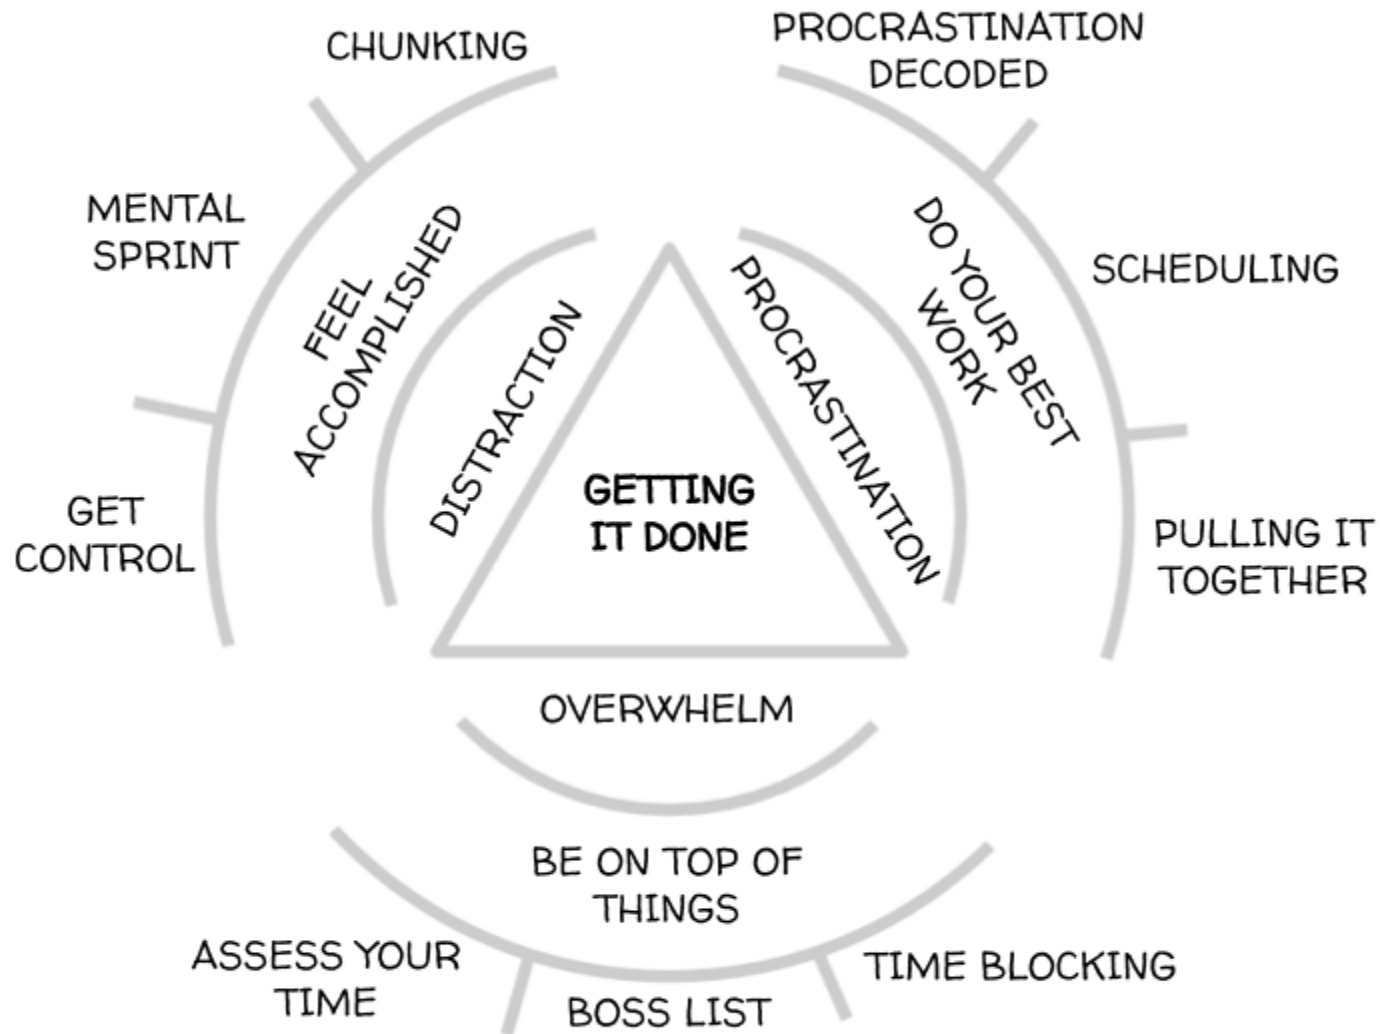 CHUNKING
PROCRASTINATION
DECODED
MENTAL
SPRINT
SCHEDULING
FEEL
ACCOMPLISHED
DO YOUR BEST
WORK
DISTRACTION
PROCRASTINATION
GETTING
IT DONE
GET
CONTROL
PULLING IT
TOGETHER
OVERWHELM
BE ON TOP OF
THINGS
ASSESS YOUR
TIME
BOSS LIST
TIME BLOCKING